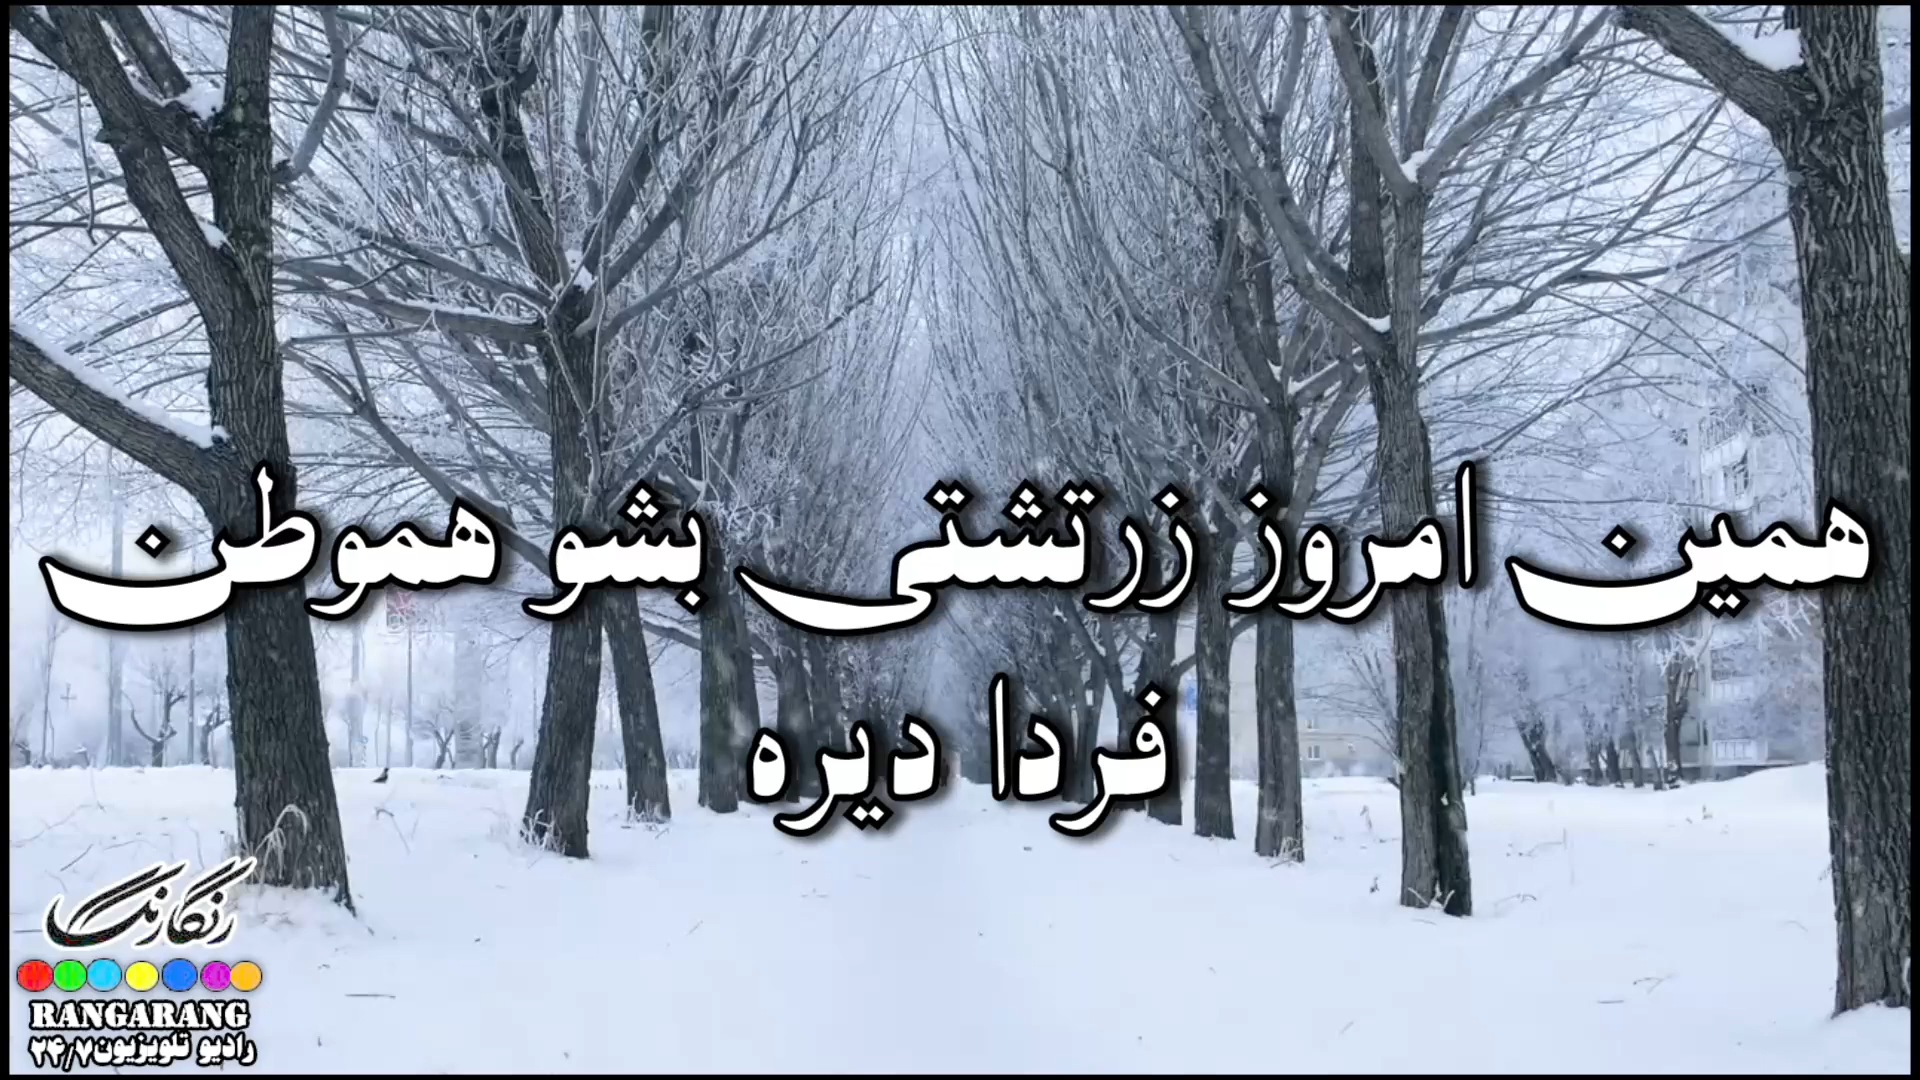 همین امروز زرتشتی بشو هموطن
فردا دیره
رنگارنگ
RANGARANG
رادیو تلویزیون ۲۴/۷